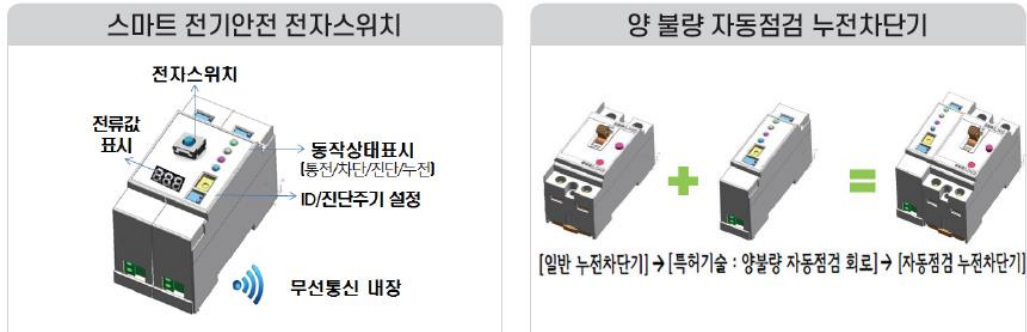 스마트 전기안전 전자스위치
전자스위치
전류값
표시
동작상태표시
(통전/차단/진단/누전)
ID/진단주기 설정
무선통신 내장
양 불량 자동점검 누전차단기
[일반 누전차단기]→[특허기술 : 양불량 자동점검 회로]→ [자동점검 누전차단기]